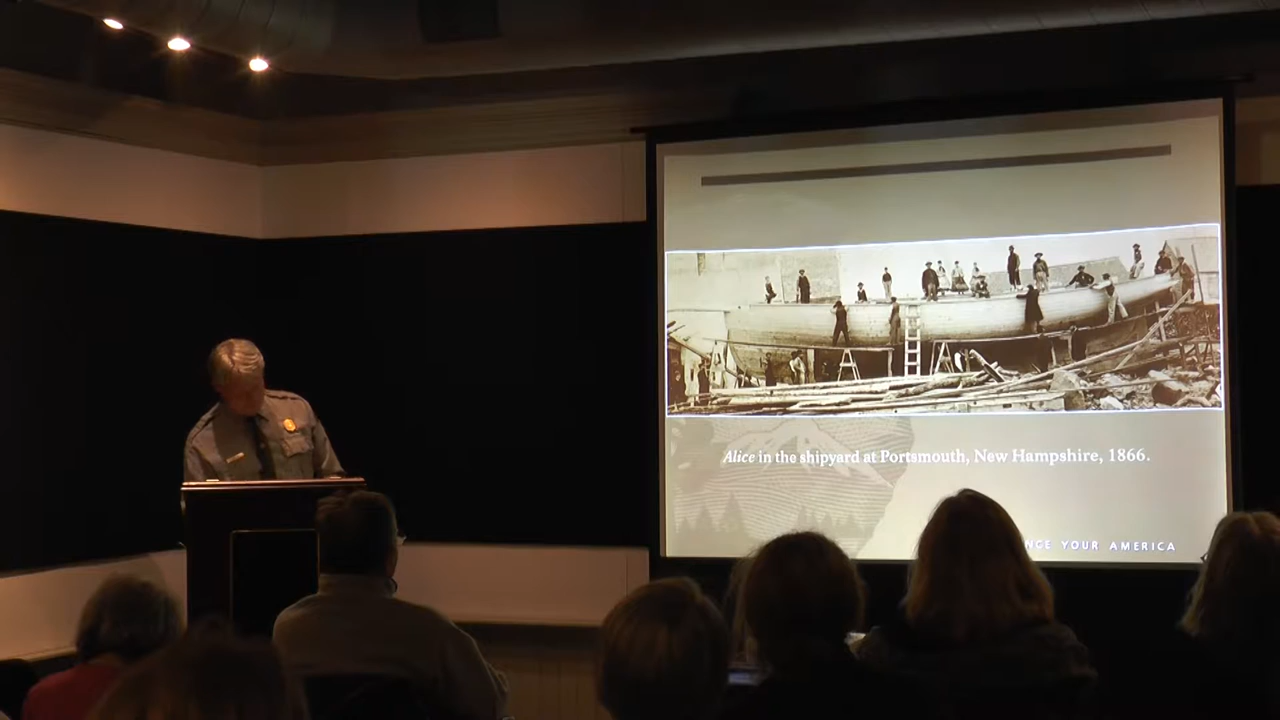 Alice in the shipyard at Portsmouth, New Hampshire, 1866.
NCE YOUR AMERICA